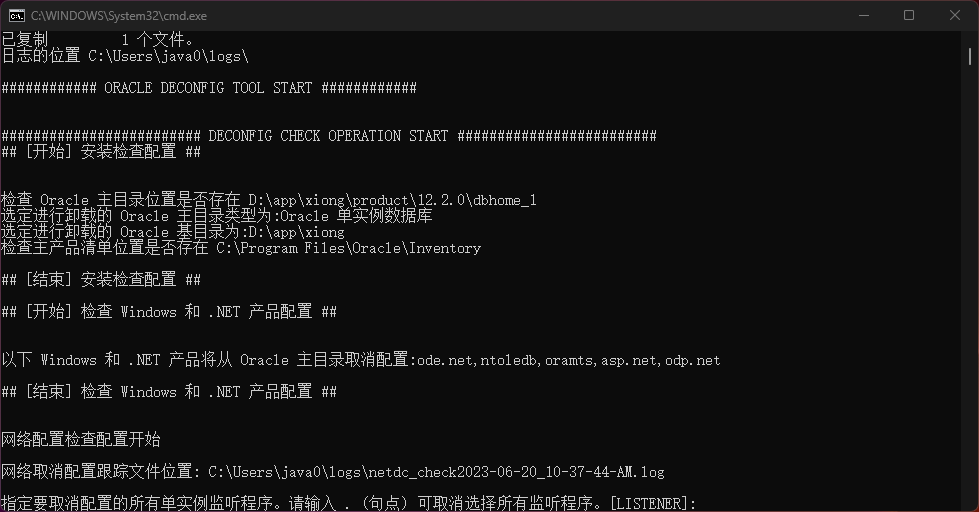 C:\WINDOWS\System32\cmd.exe
已复制         1 个文件。
日志的位置 C:\Users\java0\logs\
############ ORACLE DECONFIG TOOL START ############
######################### DECONFIG CHECK OPERATION START #########################
## [开始] 安装检查配置 ##
检查 Oracle 主目录位置是否存在 D:\app\xiong\product\12.2.0\dbhome_1
选定进行卸载的 Oracle 主目录类型为:Oracle 单实例数据库
选定进行卸载的 Oracle 基目录为:D:\app\xiong
检查主产品清单位置是否存在 C:\Program Files\Oracle\Inventory
## [结束] 安装检查配置 ##
## [开始] 检查 Windows 和 .NET 产品配置 ##
以下 Windows 和 .NET 产品将从 Oracle 主目录取消配置:ode.net,ntoledb,oramts,asp.net,odp.net
## [结束] 检查 Windows 和 .NET 产品配置 ##
网络配置检查配置开始
网络取消配置跟踪文件位置: C:\Users\java0\logs\netdc_check2023-06-20_10-37-44-AM.log
指定要取消配置的所有单实例监听程序。请输入 . (句点) 可取消选择所有监听程序。[LISTENER]: